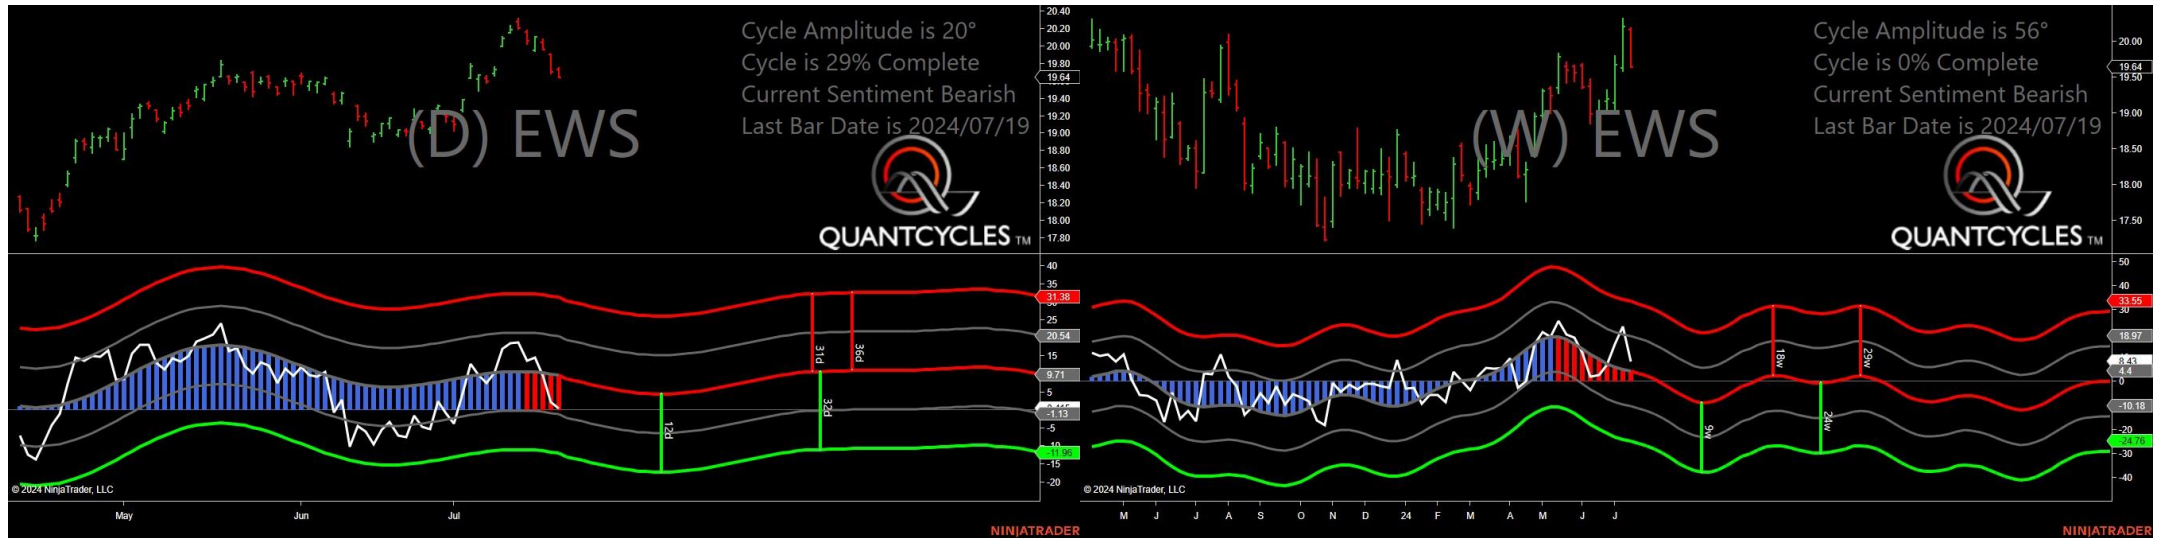 Cycle Amplitude is 20°
Cycle is 29% Complete
Current Sentiment Bearish
Last Bar Date is 2024/07/19
(D) EWS
QUANTCYCLES TM
20.40
20.20
20.00
19.80
19.64
19.40
19.20
19.00
18.80
18.60
18.40
18.20
18.00
17.80
40
35
31.38
25
20.54
15
9.71
5
-1.13
-5
-10
-11.96
-15
-20
31d
36d
32d
12d
© 2024 NinjaTrader, LLC
May
Jun
Jul
NINJATRADER
Cycle Amplitude is 56°
Cycle is 0% Complete
Current Sentiment Bearish
Last Bar Date is 2024/07/19
(W) EWS
QUANTCYCLES TM
20.00
19.64
19.50
19.00
18.50
18.00
17.50
50
40
33.55
30
18.97
8.43
4.4
0
-10.18
-20
-24.76
-30
-40
18w
29w
24w
9w
© 2024 NinjaTrader, LLC
M
J
J
A
S
O
N
D
24
F
M
A
M
J
J
NINJATRADER